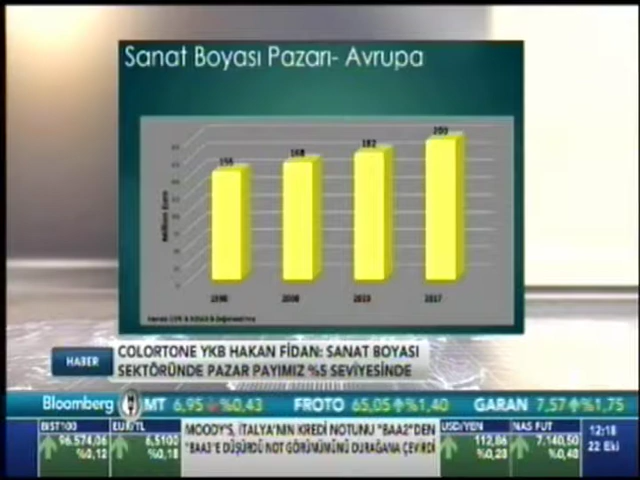 Sanat Boyası Pazarı- Avrupa
155
168
182
200
Million Euro
2017
HABER
COLORTONE YKB HAKAN FİDAN: SANAT BOYASI
SEKTÖRÜNDE PAZAR PAYIMIZ %5 SEVİYESİNDE
Bloomberg HT
MT 6,95 %0,43 FROTO 65,05 %1,40 GARAN 7,57 %1,75
BIST100
96.574,06
%0,12
EUR/TL
6,5100
%0,18
MOODY'S, İTALYA'NIN KREDİ NOTUNU "BAA2"DEN
"BAA3"E DÜŞÜRDÜ NOT GÖRÜMÜNÜNÜ DURAĞANA ÇEVİRDİ
USD/YEN
112,86
%0,28
NAS FUT
7.140,50
%0,48
12:18
22 Eki